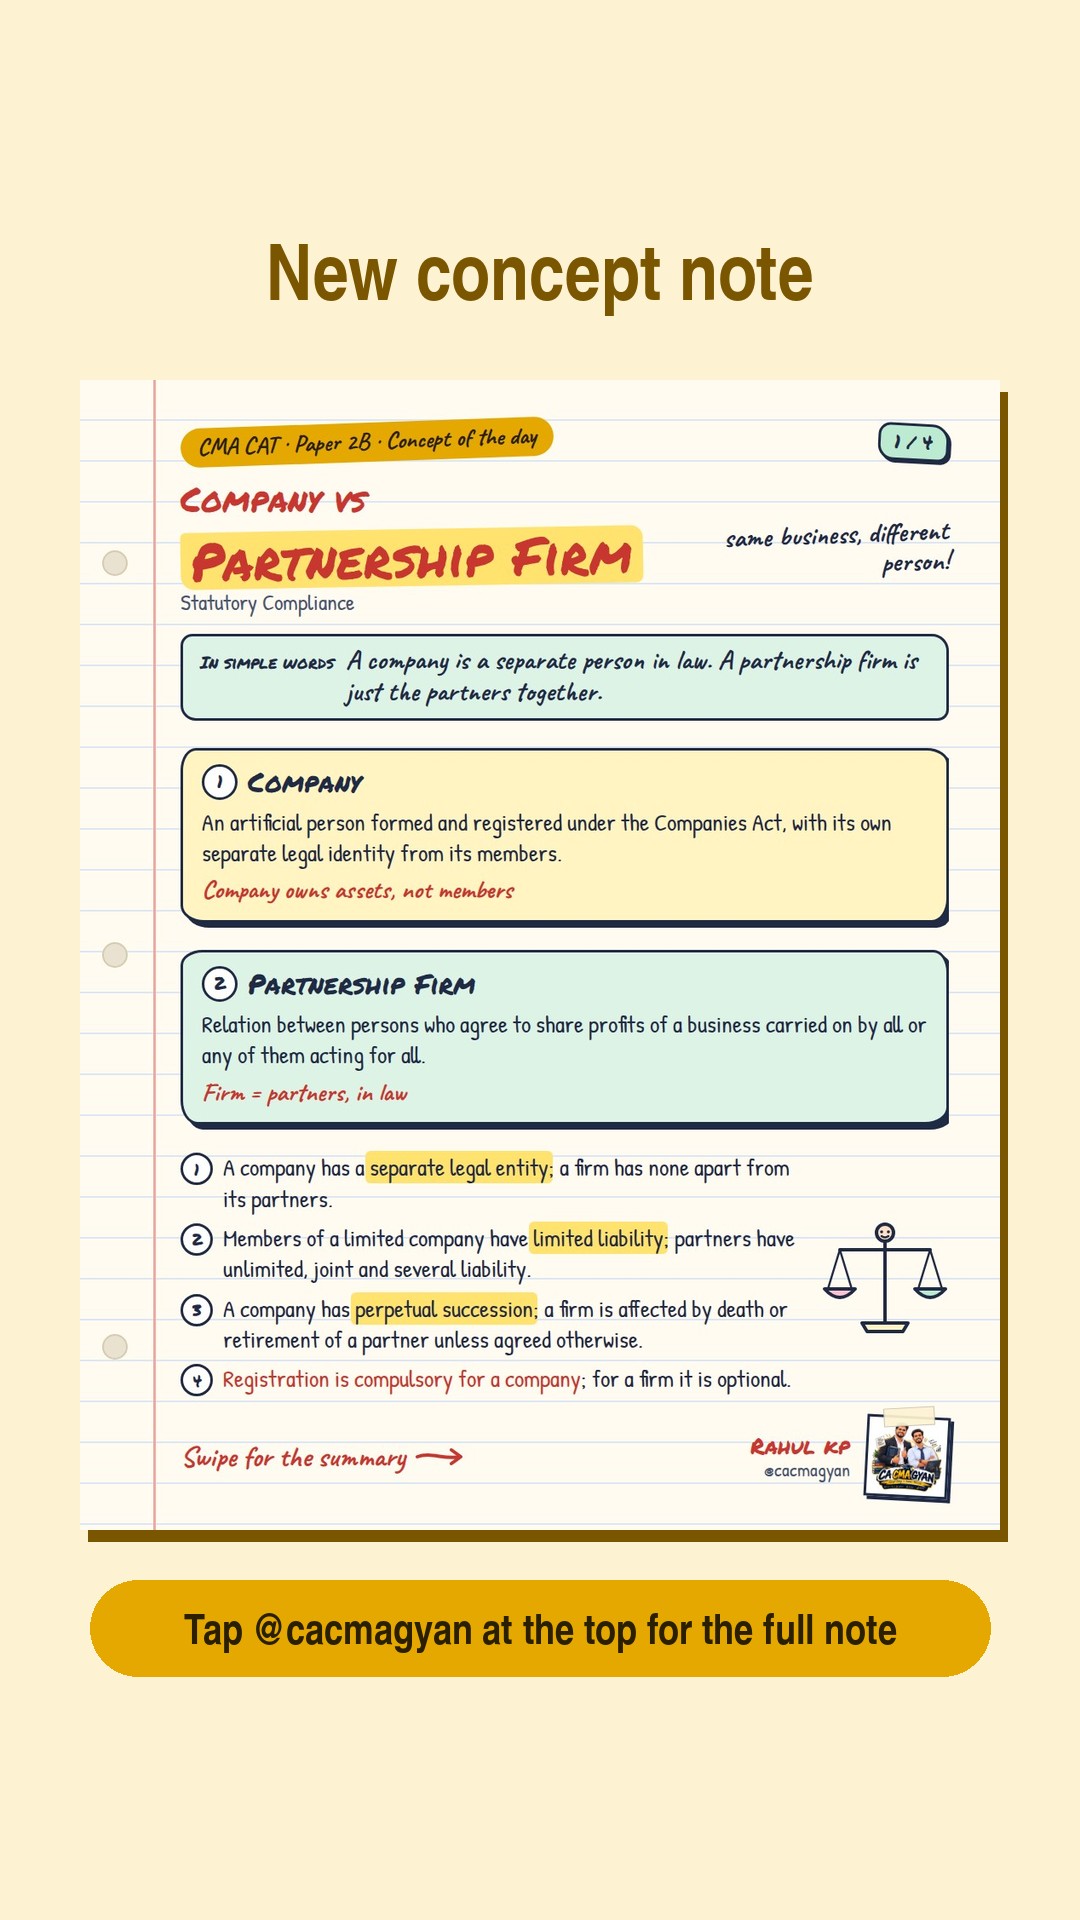 New concept note
CMA CAT · Paper 2B · Concept of the day
1 / 4
Company vs
Partnership Firm
same business, different
person!
Statutory Compliance
In simple words A company is a separate person in law. A partnership firm is
just the partners together.
1 Company
An artificial person formed and registered under the Companies Act, with its own
separate legal identity from its members.
Company owns assets, not members
2 Partnership Firm
Relation between persons who agree to share profits of a business carried on by all or
any of them acting for all.
Firm = partners, in law
1 A company has a separate legal entity; a firm has none apart from
its partners.
2 Members of a limited company have limited liability; partners have
unlimited, joint and several liability.
3 A company has perpetual succession; a firm is affected by death or
retirement of a partner unless agreed otherwise.
4 Registration is compulsory for a company; for a firm it is optional.
Swipe for the summary →
Rahul KP
@cacmagyan
CA CMA GYAN
Tap @cacmagyan at the top for the full note